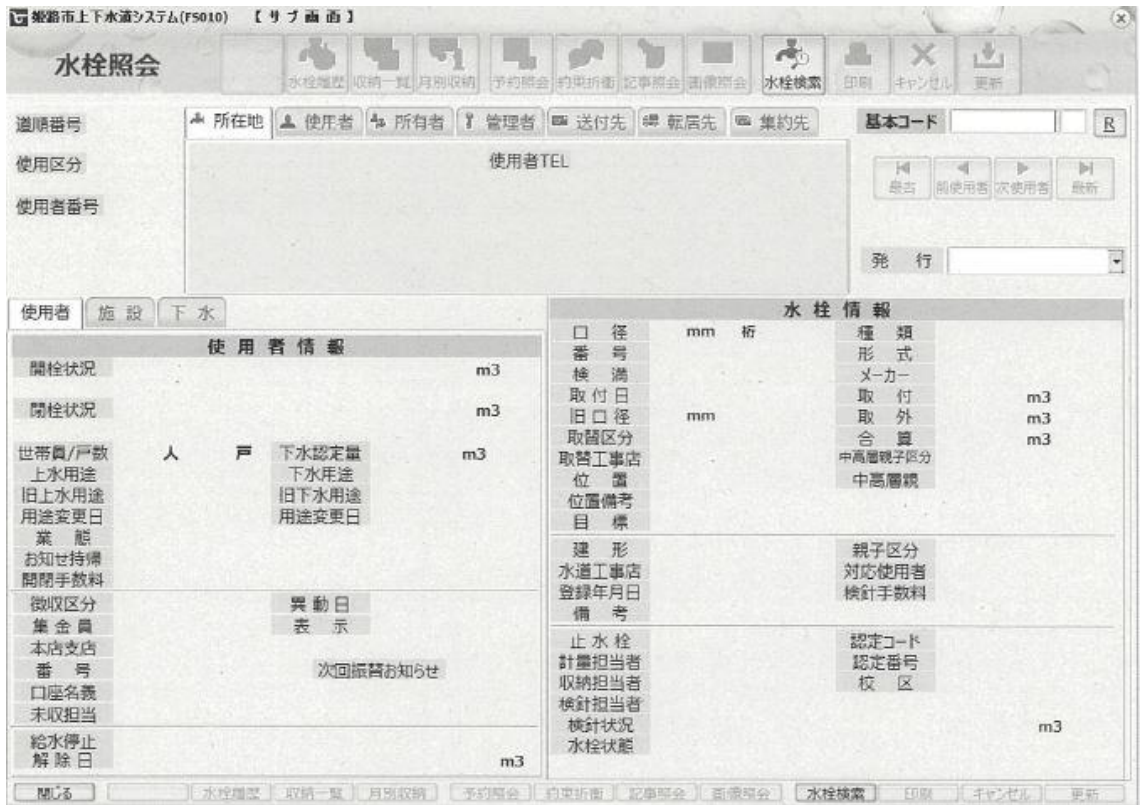 姫路市上下水道システム(FS010) 【サブ画面】
水栓照会
水栓履歴 収納一覧 月別収納 予約照会 約束折衝 記事照会 画像照会 水栓検索 印刷 キャンセル 更新
道順番号
使用区分
使用者番号
所在地 使用者 所有者 管理者 送付先 転居先 集約先
使用者TEL
基本コード R
最古 前使用者 次使用者 最新
発 行
使用者 施 設 下 水
使 用 者 情 報
開栓状況 m3
閉栓状況 m3
世帯員/戸数 人 戸 下水認定量 m3
上水用途 下水用途
旧上水用途 旧下水用途
用途変更日 用途変更日
業 態
お知せ持帰
開閉手数料
徴収区分 異動日
集金員 表 示
本店支店
番 号 次回振替お知らせ
口座名義
未収担当
給水停止
解除日 m3
水 栓 情 報
口 径 mm 桁 種 類
番 号 形 式
検 満 メーカー
取付日 取 付 m3
旧口径 mm 取 外 m3
取替区分 合 算 m3
取替工事店 中高層親子区分
位 置 中高層親
位置備考
目 標
建 形 親子区分
水道工事店 対応使用者
登録年月日 検針手数料
備 考
止水栓 認定コード
計量担当者 認定番号
収納担当者 校 区
検針担当者
検針状況 m3
水栓状態
閉じる 水栓履歴 収納一覧 月別収納 予約照会 約束折衝 記事照会 画像照会 水栓検索 印刷 キャンセル 更新